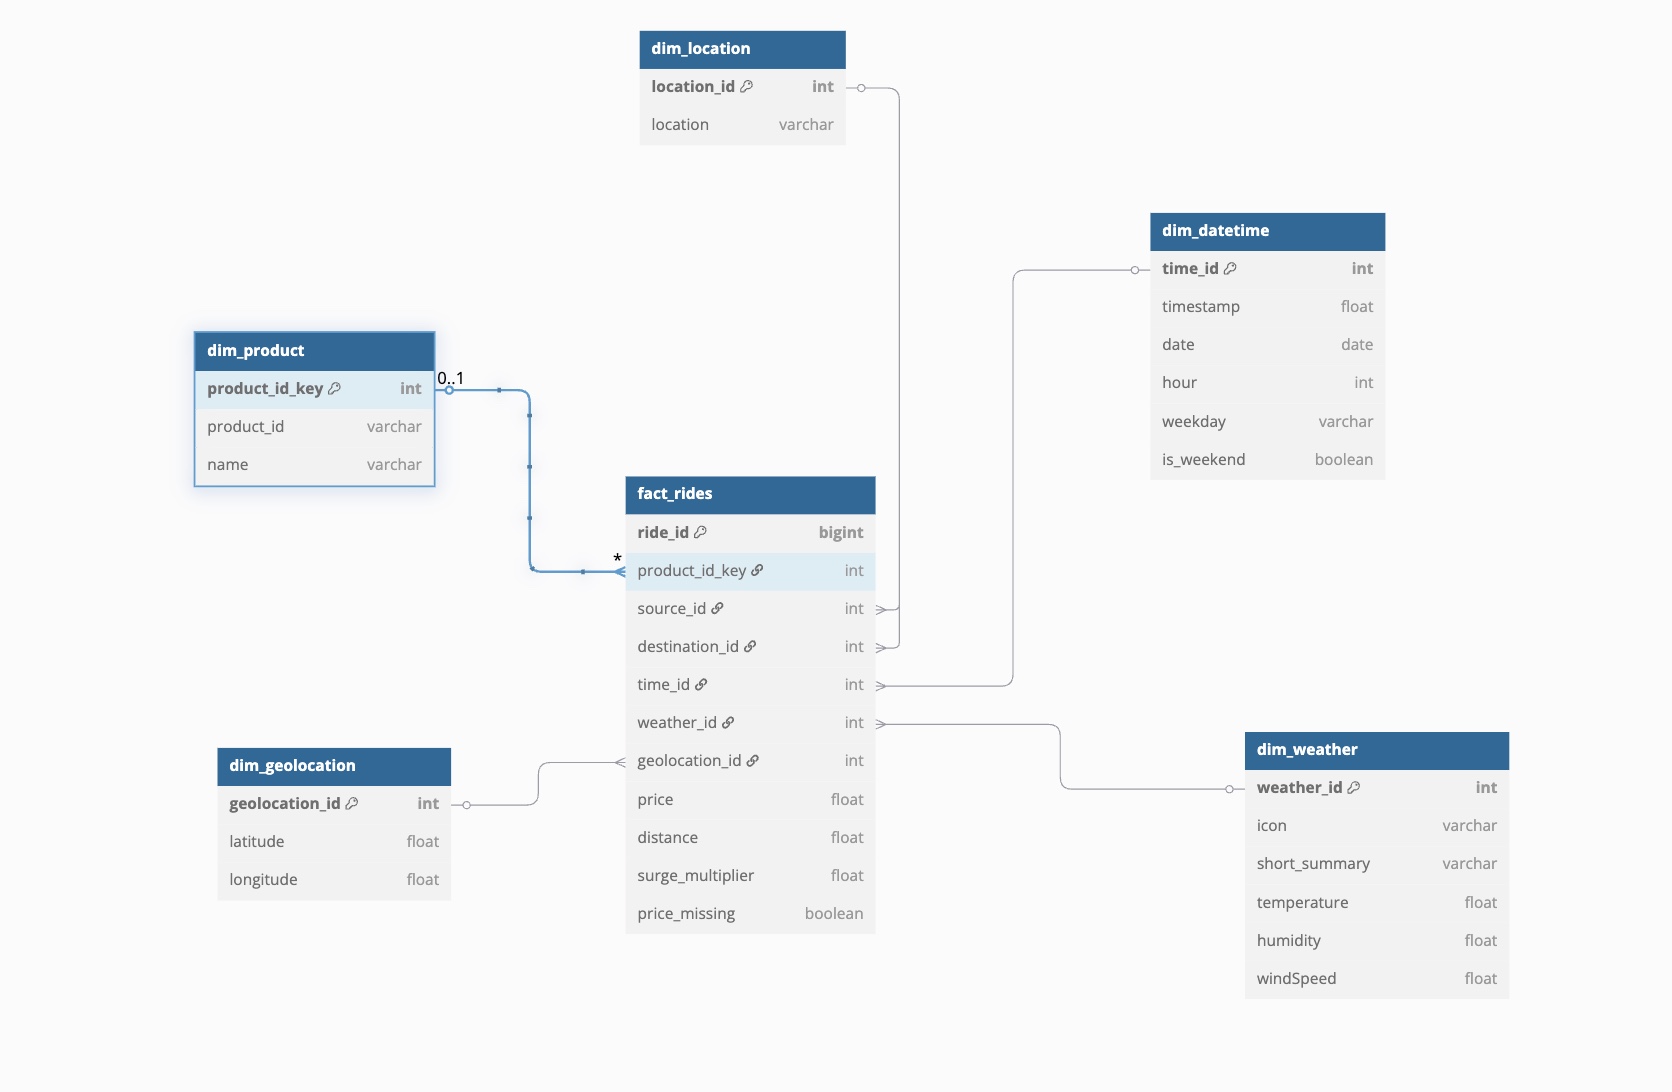 dim_location
location_id int
location varchar
dim_datetime
time_id int
timestamp float
date date
hour int
weekday varchar
is_weekend boolean
dim_product
product_id_key int
product_id varchar
name varchar
0..1
*
fact_rides
ride_id bigint
product_id_key int
source_id int
destination_id int
time_id int
weather_id int
geolocation_id int
price float
distance float
surge_multiplier float
price_missing boolean
dim_geolocation
geolocation_id int
latitude float
longitude float
dim_weather
weather_id int
icon varchar
short_summary varchar
temperature float
humidity float
windSpeed float